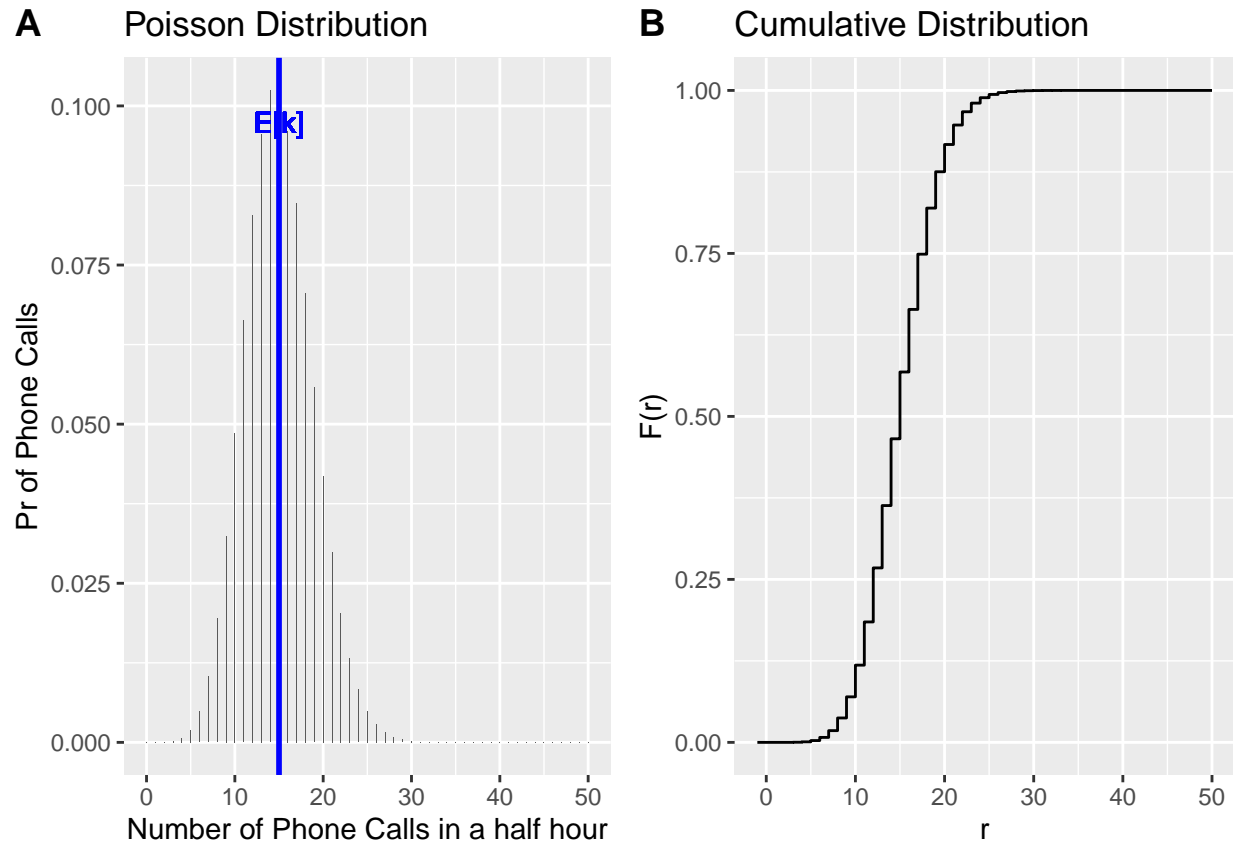 A Poisson Distribution
Pr of Phone Calls
0.100
0.075
0.050
0.025
0.000
E[k]
0 10 20 30 40 50
Number of Phone Calls in a half hour
B Cumulative Distribution
F(r)
1.00
0.75
0.50
0.25
0.00
0 10 20 30 40 50
r